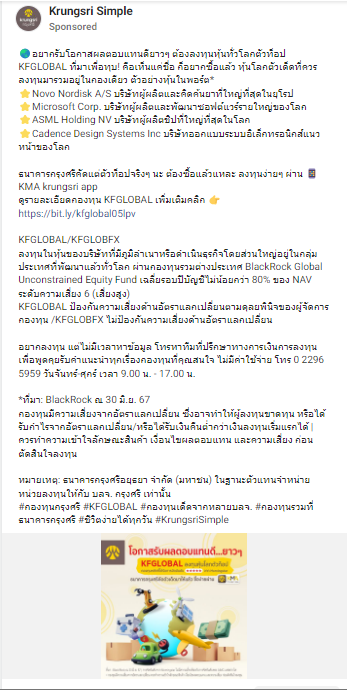 Krungsri Simple
Sponsored
krungsri
simple
🌏 อยากรับโอกาสผลตอบแทนดียาวๆ ต้องลงทุนหุ้นทั่วโลกตัวท็อป
KFGLOBAL ที่มาเพื่อทุบ! คือเห็นแค่ชื่อ ก็อยากซื้อแล้ว หุ้นโลกตัวเด็ดที่ควร
ลงทุนมารวมอยู่ในกองเดียว ตัวอย่างหุ้นในพอร์ต*
⭐ Novo Nordisk A/S บริษัทผู้ผลิตและคิดค้นยาที่ใหญ่ที่สุดในยุโรป
⭐ Microsoft Corp. บริษัทผู้ผลิตและพัฒนาซอฟต์แวร์รายใหญ่ของโลก
⭐ ASML Holding NV บริษัทผู้ผลิตชิปที่ใหญ่ที่สุดในโลก
⭐ Cadence Design Systems Inc บริษัทออกแบบระบบอิเล็กทรอนิกส์แนว
หน้าของโลก
ธนาคารกรุงศรีคัดแต่ตัวท็อปจริงๆ นะ ต้องซื้อแล้วแหละ ลงทุนง่ายๆ ผ่าน 📱
KMA krungsri app
ดูรายละเอียดกองทุน KFGLOBAL เพิ่มเติมคลิก 👉
https://bit.ly/kfglobal05lpv
KFGLOBAL/KFGLOBFX
ลงทุนในหุ้นของบริษัทที่มีภูมิลำเนาหรือดำเนินธุรกิจโดยส่วนใหญ่อยู่ในกลุ่ม
ประเทศที่พัฒนาแล้วทั่วโลก ผ่านกองทุนรวมต่างประเทศ BlackRock Global
Unconstrained Equity Fund เฉลี่ยรอบปีบัญชีไม่น้อยกว่า 80% ของ NAV
ระดับความเสี่ยง 6 (เสี่ยงสูง)
KFGLOBAL ป้องกันความเสี่ยงด้านอัตราแลกเปลี่ยนตามดุลยพินิจของผู้จัดการ
กองทุน /KFGLOBFX ไม่ป้องกันความเสี่ยงด้านอัตราแลกเปลี่ยน
อยากลงทุน แต่ไม่มีเวลาหาข้อมูล โทรหาทีมที่ปรึกษาทางการเงินการลงทุน
เพื่อพูดคุยรับคำแนะนำทุกเรื่องกองทุนที่คุณสนใจ ไม่มีค่าใช้จ่าย โทร 0 2296
5959 วันจันทร์-ศุกร์ เวลา 9.00 น. - 17.00 น.
*ที่มา: BlackRock ณ 30 มิ.ย. 67
กองทุนมีความเสี่ยงจากอัตราแลกเปลี่ยน ซึ่งอาจทำให้ผู้ลงทุนขาดทุน หรือได้
รับกำไรจากอัตราแลกเปลี่ยน/หรือได้รับเงินคืนต่ำกว่าเงินลงทุนเริ่มแรกได้ |
ควรทำความเข้าใจลักษณะสินค้า เงื่อนไขผลตอบแทน และความเสี่ยง ก่อน
ตัดสินใจลงทุน
หมายเหตุ: ธนาคารกรุงศรีอยุธยา จำกัด (มหาชน) ในฐานะตัวแทนจำหน่าย
หน่วยลงทุนให้กับ บลจ. กรุงศรี เท่านั้น
#กองทุนกรุงศรี #KFGLOBAL #กองทุนเด็ดจากหลายบลจ. #กองทุนรวมที่
ธนาคารกรุงศรี #ชีวิตง่ายได้ทุกวัน #KrungsriSimple
โอกาสรับผลตอบแทนดี...ยาวๆ
KFGLOBAL ลงทุนหุ้นโลกตัวท็อป